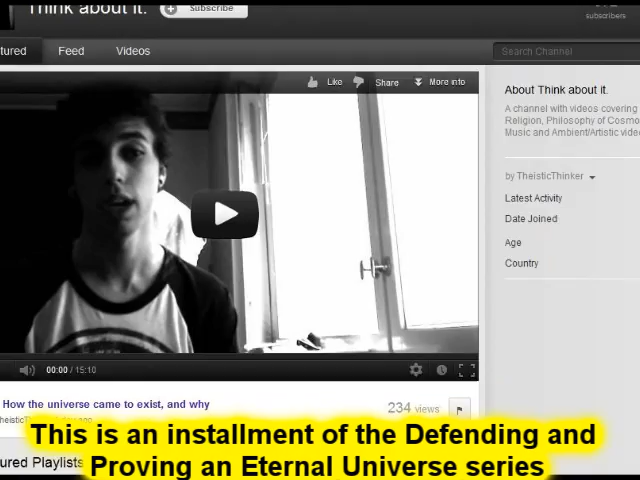 Think about it.
Subscribe
subscribers
Feed
Videos
Search Channel
Like
Share
More info
About Think about it.
A channel with videos covering
Religion, Philosophy of Cosmo
Music and Ambient/Artistic video
by TheisticThinker
Latest Activity
Date Joined
Age
Country
00:00 / 15:10
How the universe came to exist, and why
234 views
This is an installment of the Defending and
Playlists
Proving an Eternal Universe series